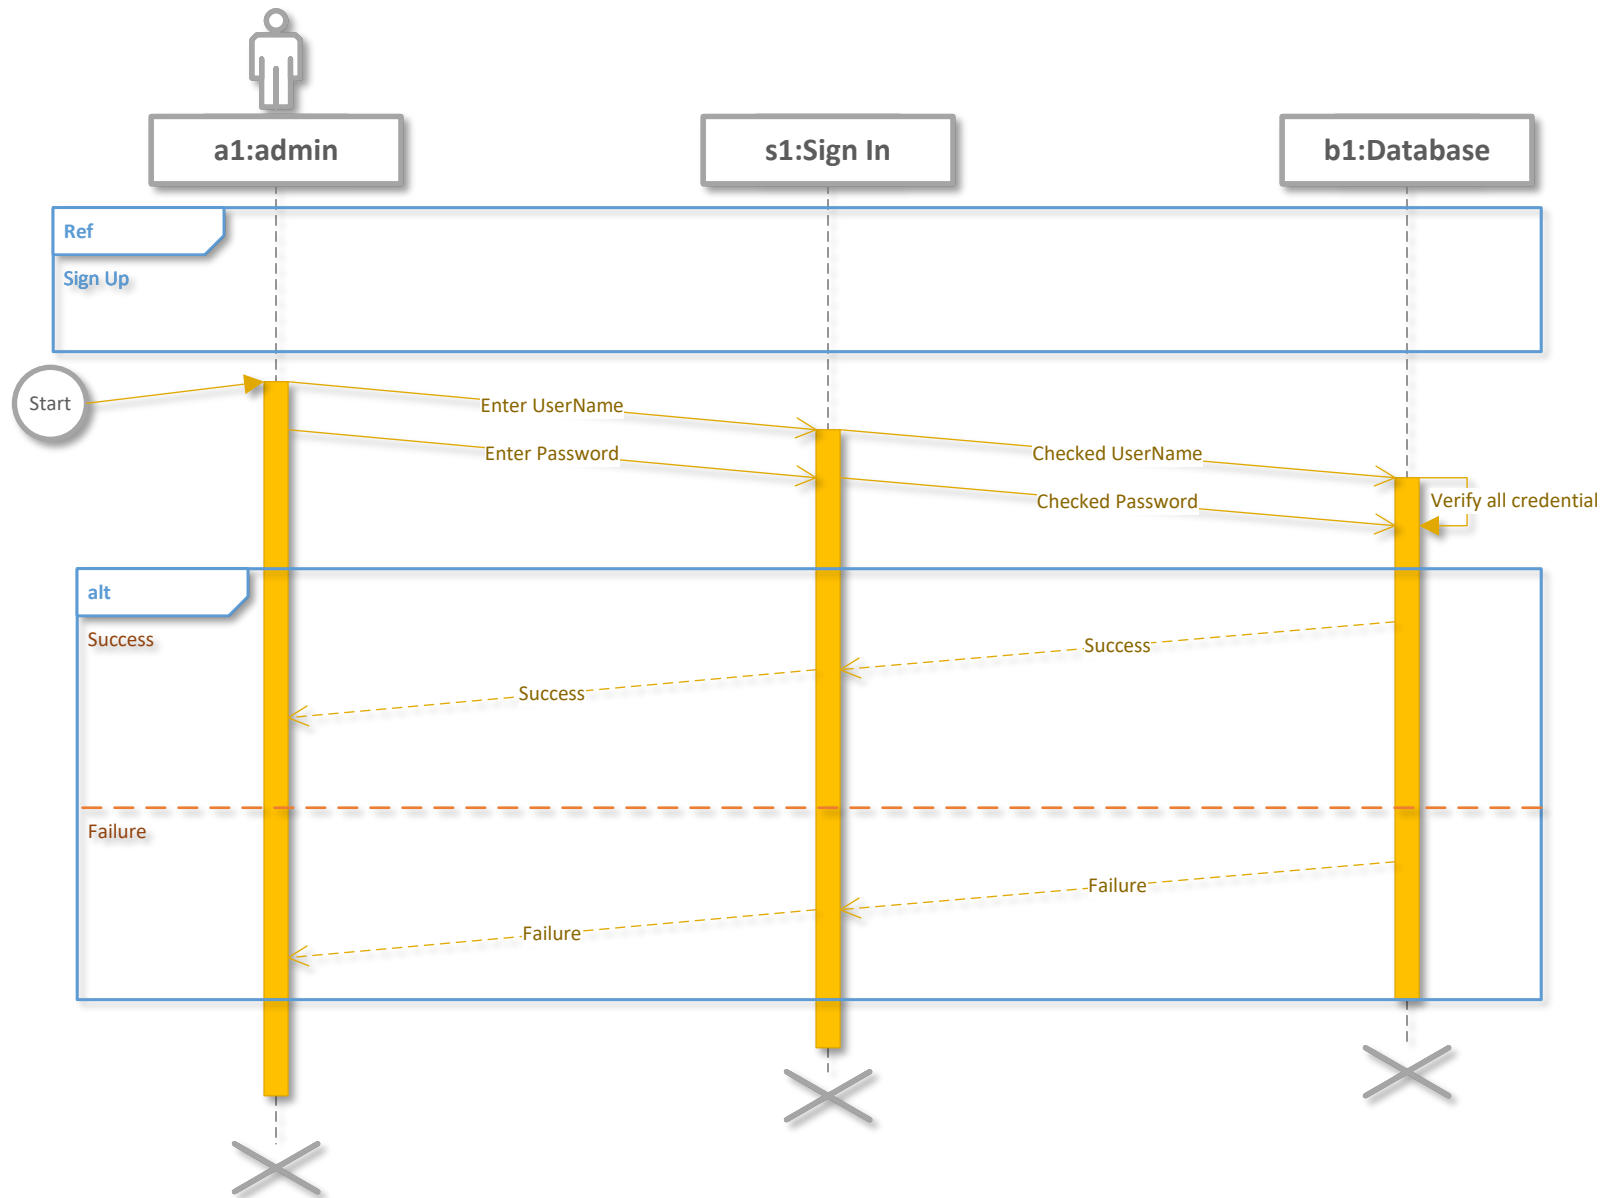 a1:admin
s1:Sign In
b1:Database
Ref
Sign Up
Start
Enter UserName
Enter Password
Checked UserName
Checked Password
Verify all credential
alt
Success
Success
Success
Failure
Failure
Failure